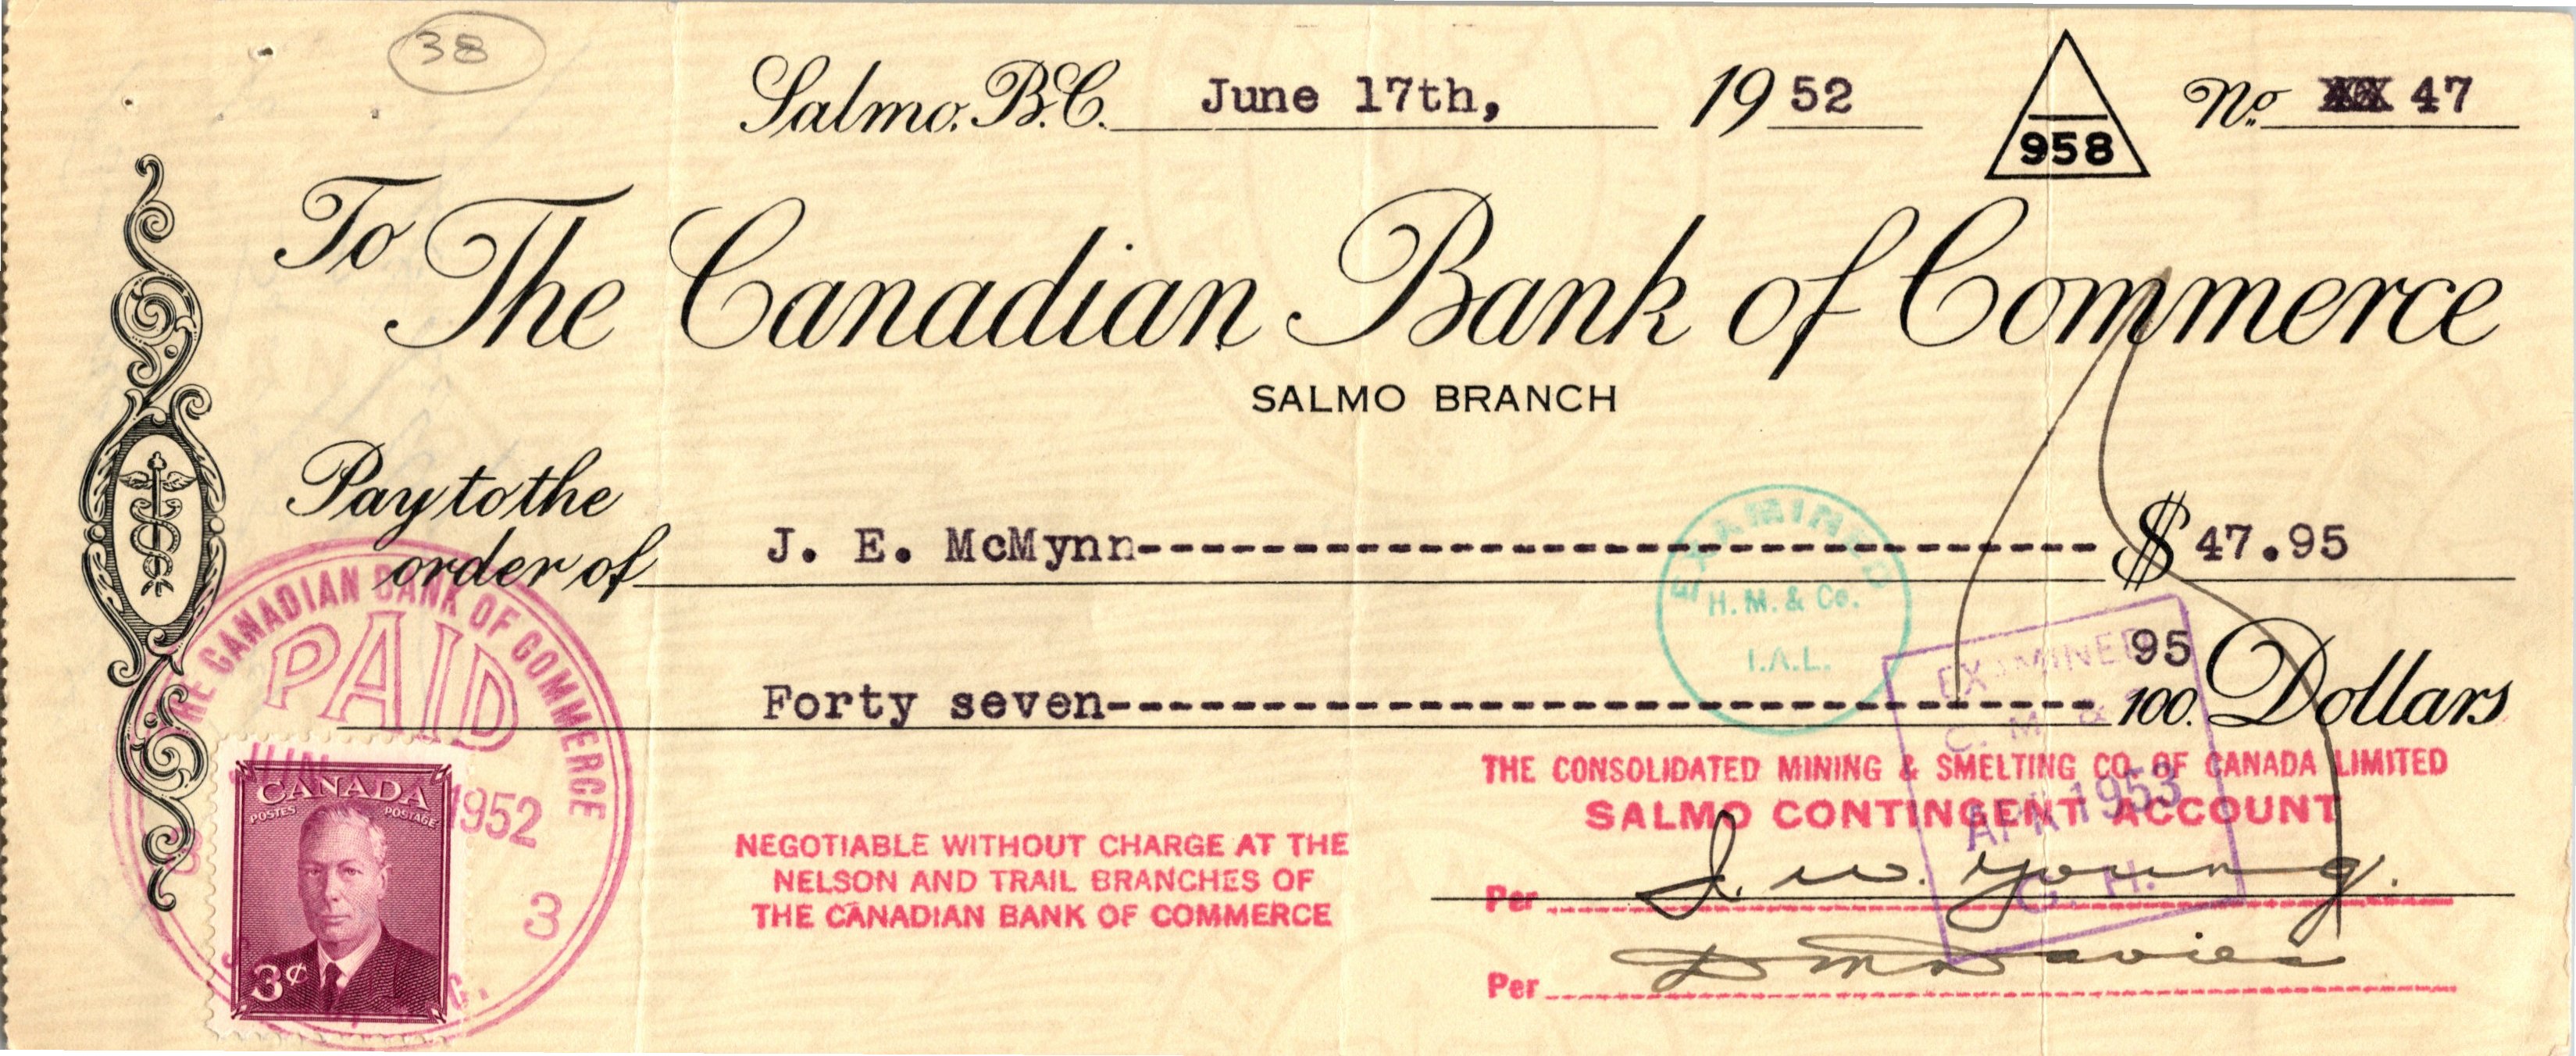 38
Salmo. B.C. June 17th, 1952
958
No. 47
To The Canadian Bank of Commerce
SALMO BRANCH
Pay to the
order of J. E. McMynn----------------------------------- $ 47.95
Forty seven------------------------------------ 95/100. Dollars
EXAMINED
H. M. & Co.
I.A.L.
EXAMINED
C. M. &
APR 1953
C. H.
THE CANADIAN BANK OF COMMERCE
PAID
JUN 1952
3
CANADA
POSTES POSTAGE
3¢
NEGOTIABLE WITHOUT CHARGE AT THE
NELSON AND TRAIL BRANCHES OF
THE CANADIAN BANK OF COMMERCE
THE CONSOLIDATED MINING & SMELTING CO. OF CANADA LIMITED
SALMO CONTINGENT ACCOUNT
Per J. W. Young.
Per D M Davies